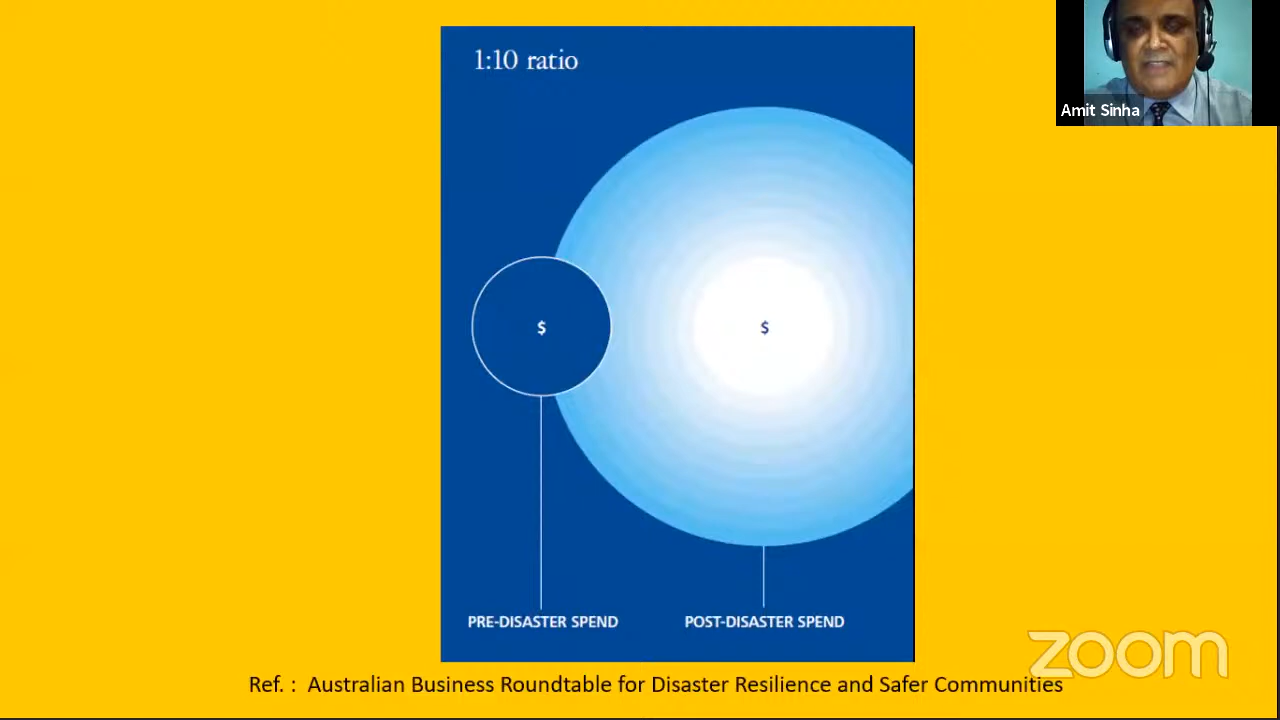 1:10 ratio
Amit Sinha
$
$
PRE-DISASTER SPEND
POST-DISASTER SPEND
zoom
Ref. : Australian Business Roundtable for Disaster Resilience and Safer Communities